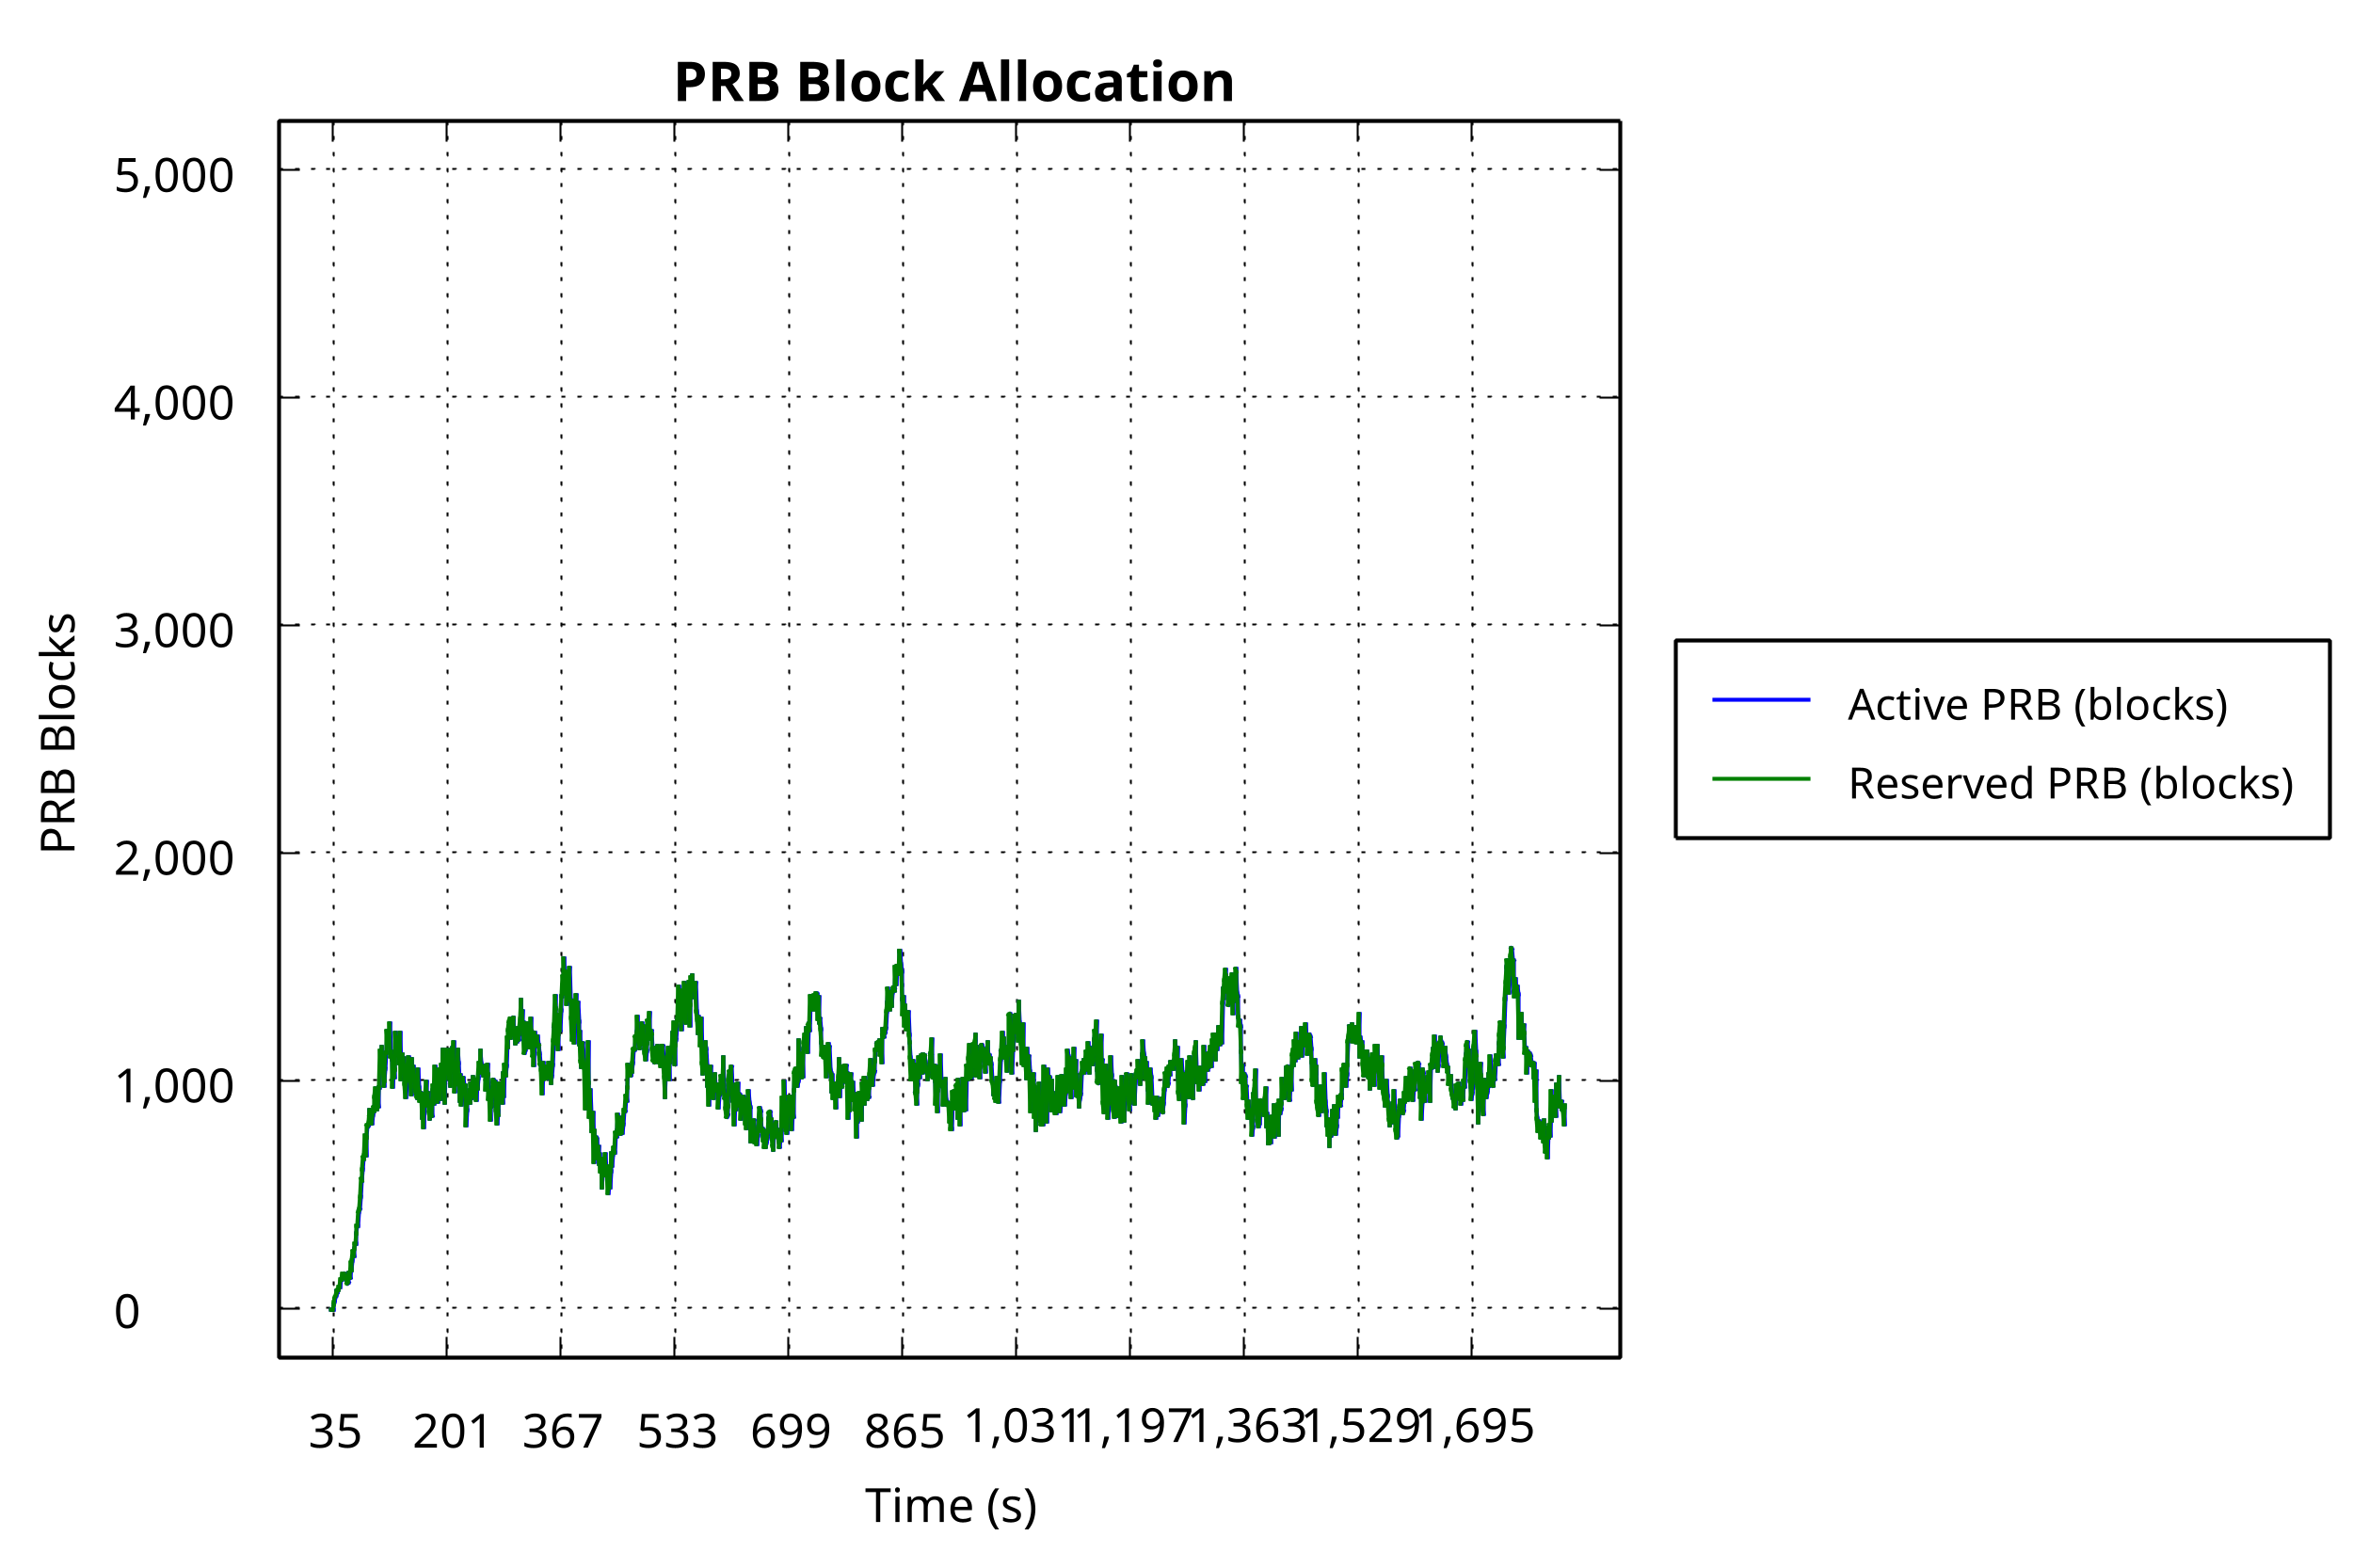 PRB Block Allocation
5,000
4,000
3,000
2,000
1,000
0
PRB Blocks
35 201 367 533 699 865 1,031 1,197 1,363 1,529 1,695
Time (s)
Active PRB (blocks)
Reserved PRB (blocks)